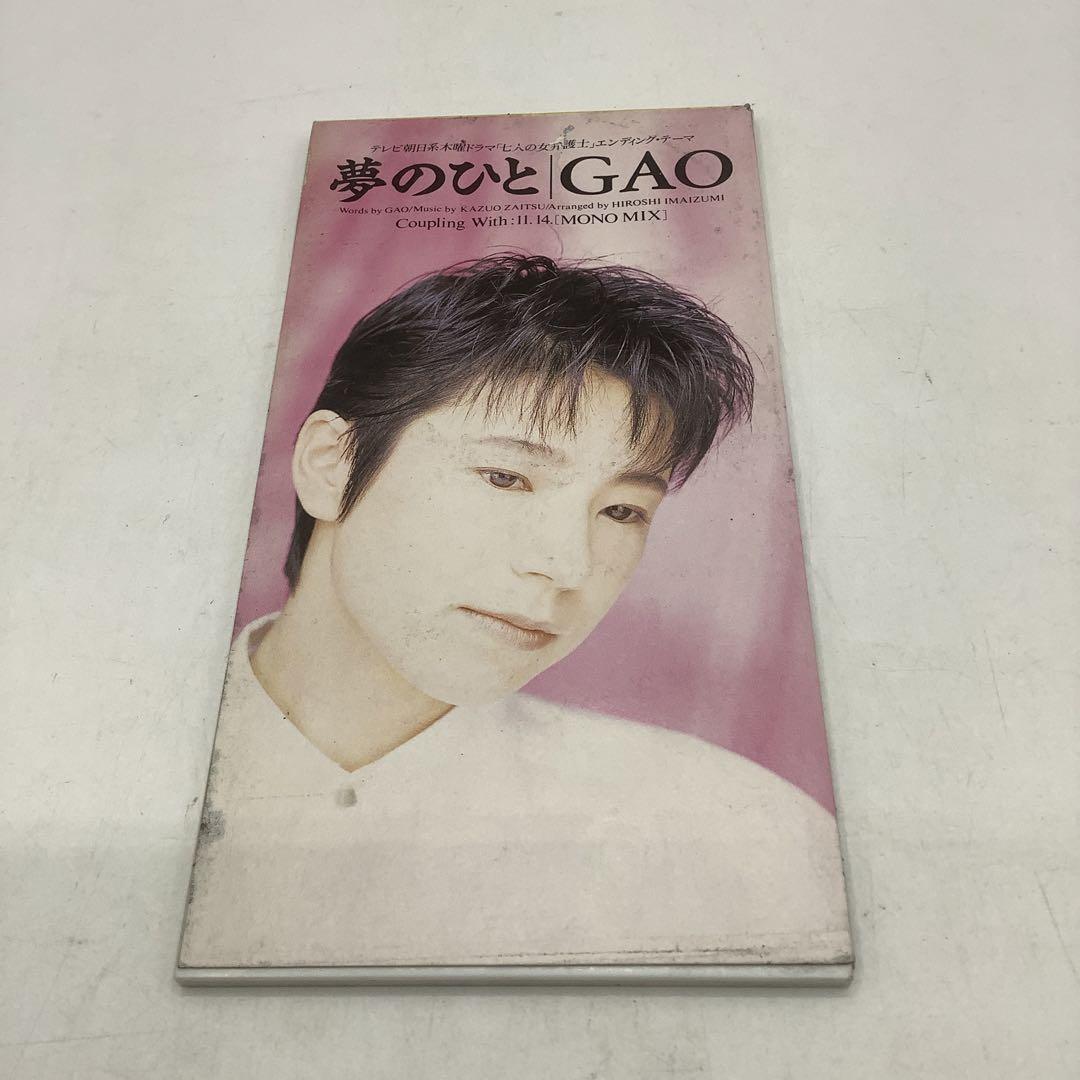 テレビ朝日系木曜ドラマ「七人の女弁護士」エンディング・テーマ
夢のひと|GAO
Words by GAO/Music by KAZUO ZAITSU/Arranged by HIROSHI IMAIZUMI
Coupling With:11.14.[MONO MIX]